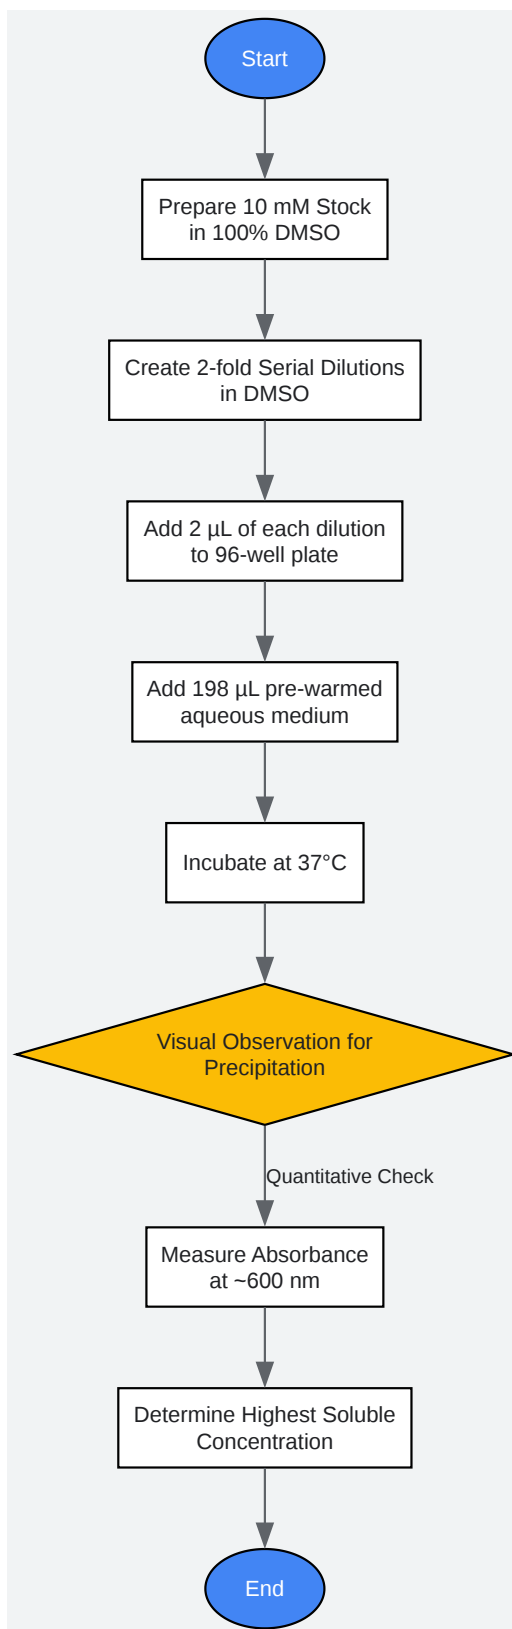 Start
Prepare 10 mM Stock
in 100% DMSO
Create 2-fold Serial Dilutions
in DMSO
Add 2 µL of each dilution
to 96-well plate
Add 198 µL pre-warmed
aqueous medium
Incubate at 37°C
Visual Observation for
Precipitation
Quantitative Check
Measure Absorbance
at ~600 nm
Determine Highest Soluble
Concentration
End